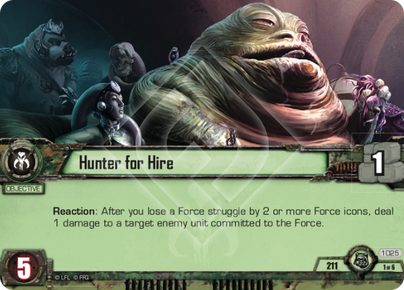 Hunter for Hire
1
OBJECTIVE
Reaction: After you lose a Force struggle by 2 or more Force icons, deal
1 damage to a target enemy unit committed to the Force.
5
© LFL © FFG
211
1025
1 of 6